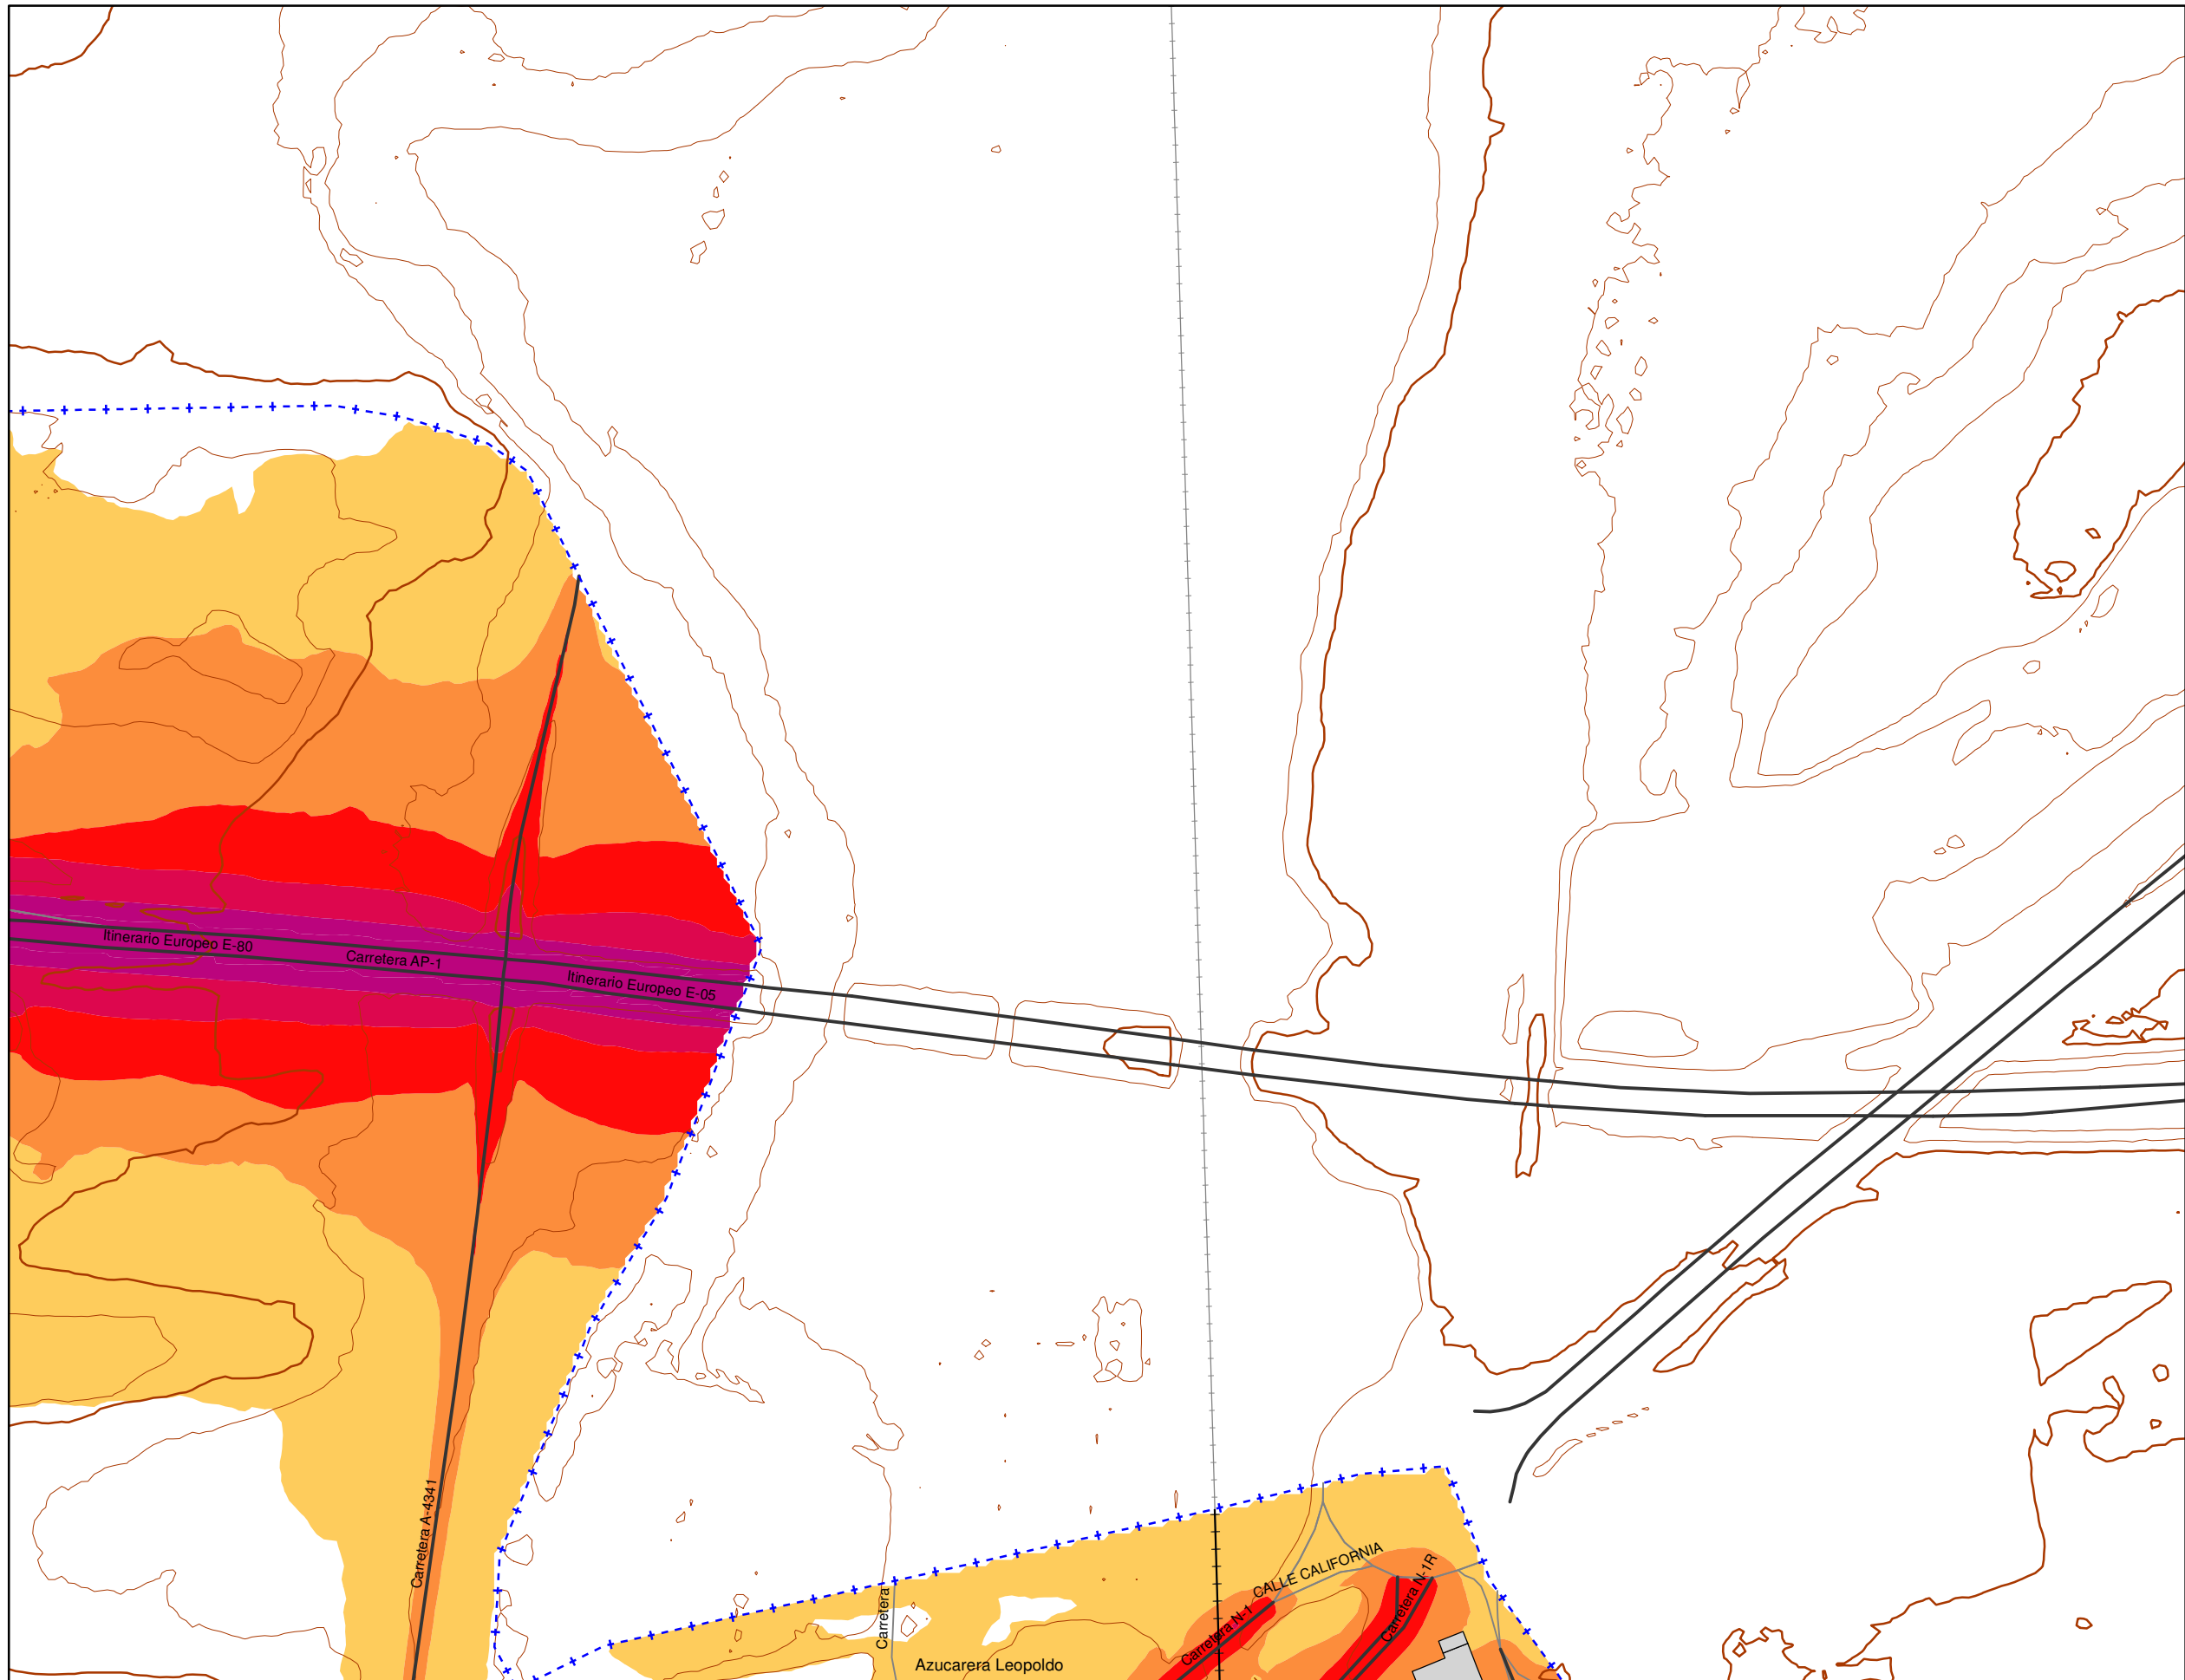 Itinerario Europeo E-80
Carretera AP-1
Itinerario Europeo E-05
Carretera A-4341
CALLE CALIFORNIA
Carretera N-1R
Carretera N-1
Carretera
Azucarera Leopoldo